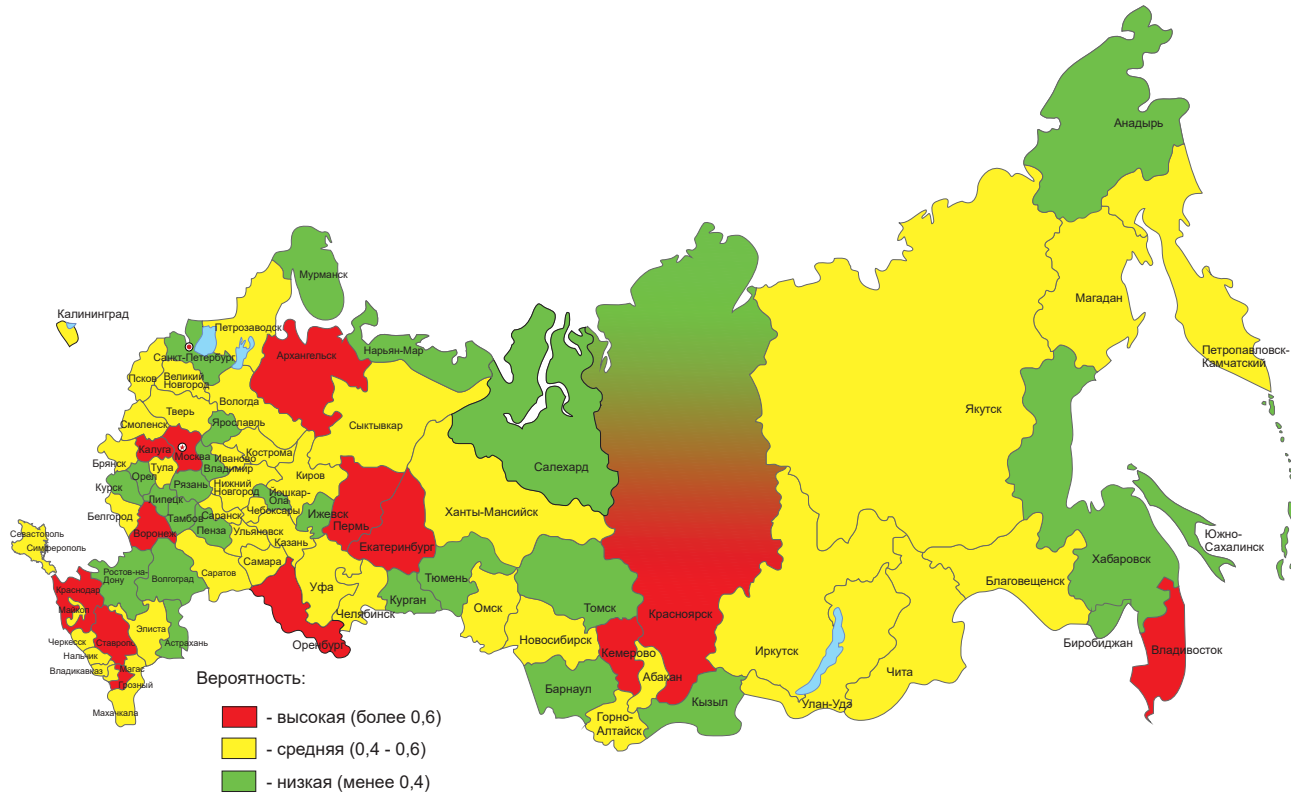 Анадырь
Мурманск
Магадан
Калининград
Петрозаводск
Архангельск
Нарьян-Мар
Санкт-Петербург
Петропавловск-
Камчатский
Псков
Великий
Новгород
Вологда
Тверь
Якутск
Смоленск
Ярославль
Сыктывкар
Калуга
Москва
Иваново
Кострома
Брянск
Тула
Владимир
Салехард
Орел
Рязань
Нижний
Новгород
Киров
Курск
Липецк
Йошкар-
Ола
Белгород
Тамбов
Саранск
Чебоксары
Ижевск
Ханты-Мансийск
Воронеж
Пенза
Ульяновск
Пермь
Севастополь
Симферополь
Казань
Екатеринбург
Южно-
Сахалинск
Самара
Хабаровск
Ростов-на-
Дону
Волгоград
Саратов
Уфа
Тюмень
Благовещенск
Краснодар
Курган
Омск
Томск
Красноярск
Майкоп
Челябинск
Элиста
Новосибирск
Черкесск
Ставрополь
Астрахань
Оренбург
Кемерово
Иркутск
Биробиджан
Владивосток
Нальчик
Владикавказ
Магас
Грозный
Абакан
Чита
Барнаул
Кызыл
Улан-Удэ
Махачкала
Горно-
Алтайск
Вероятность:
- высокая (более 0,6)
- средняя (0,4 - 0,6)
- низкая (менее 0,4)